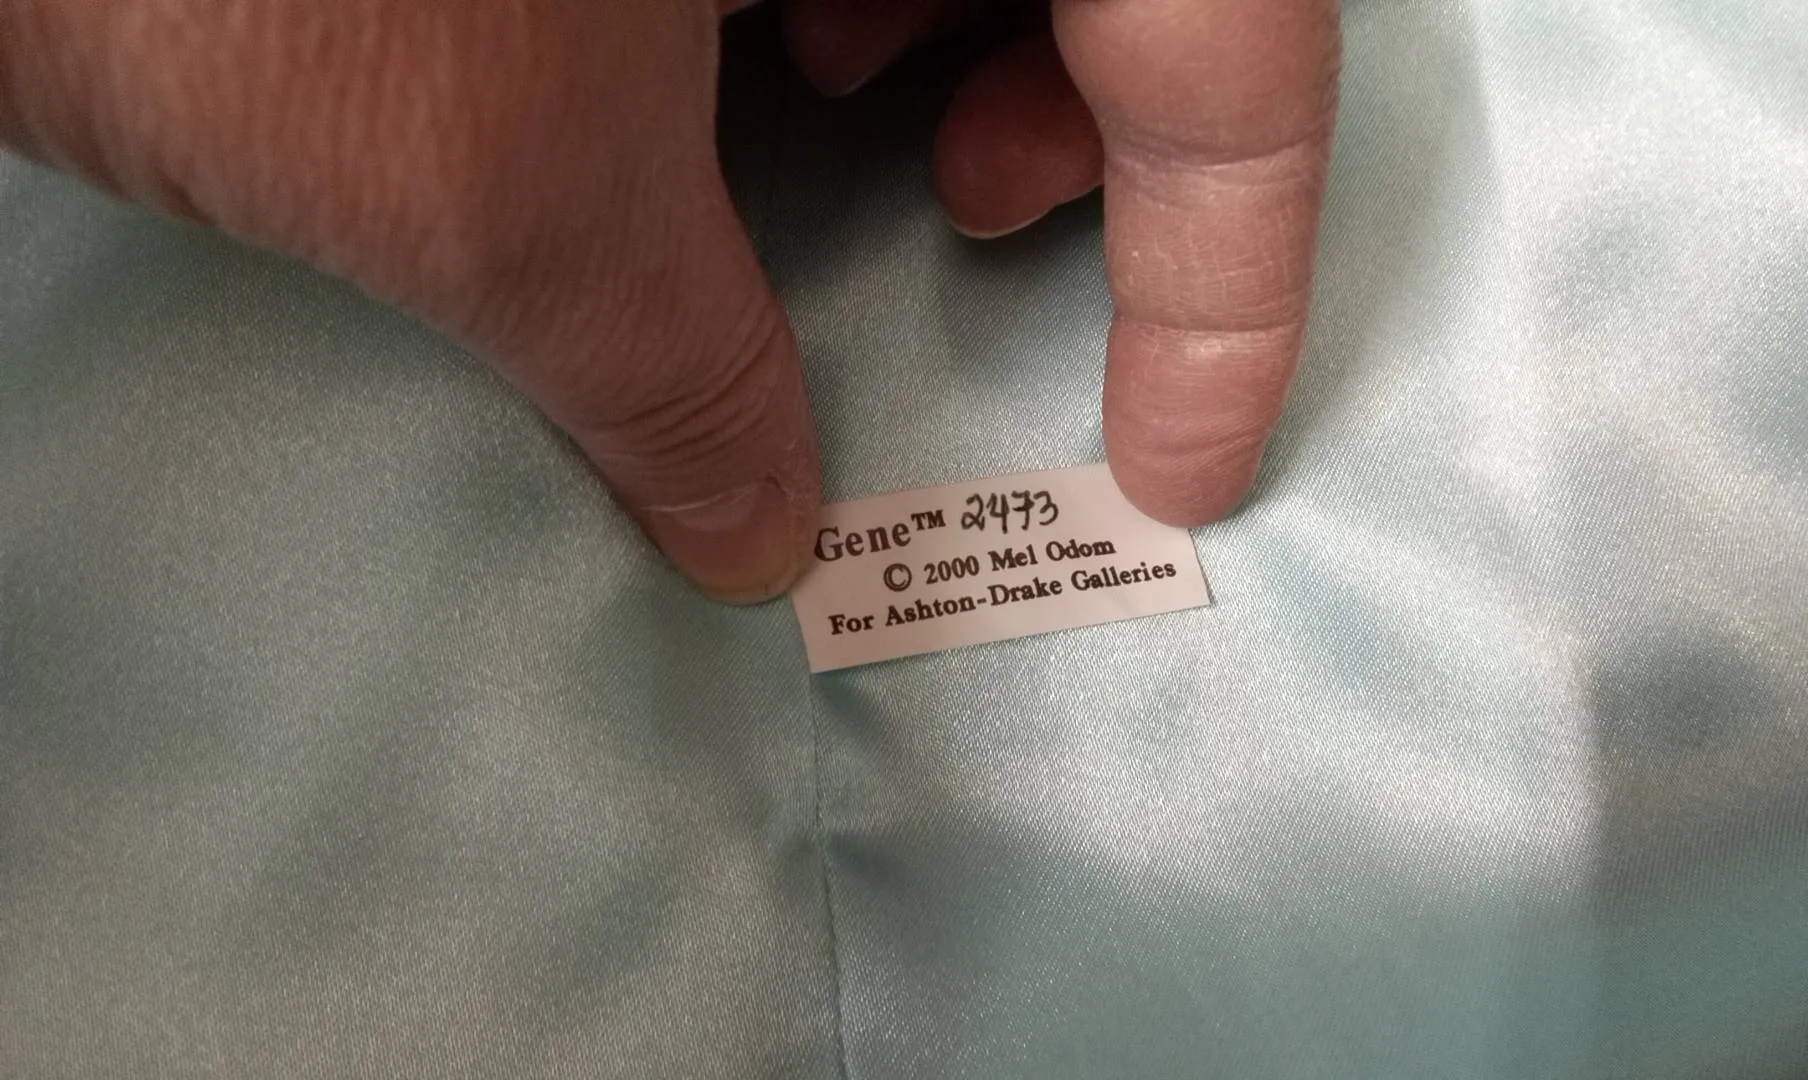 Gene™ 2473
© 2000 Mel Odom
For Ashton-Drake Galleries